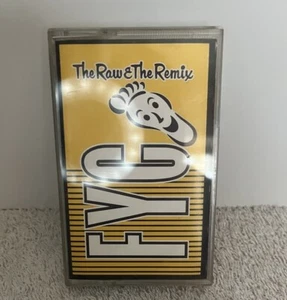 The Raw & The Remix
FYC